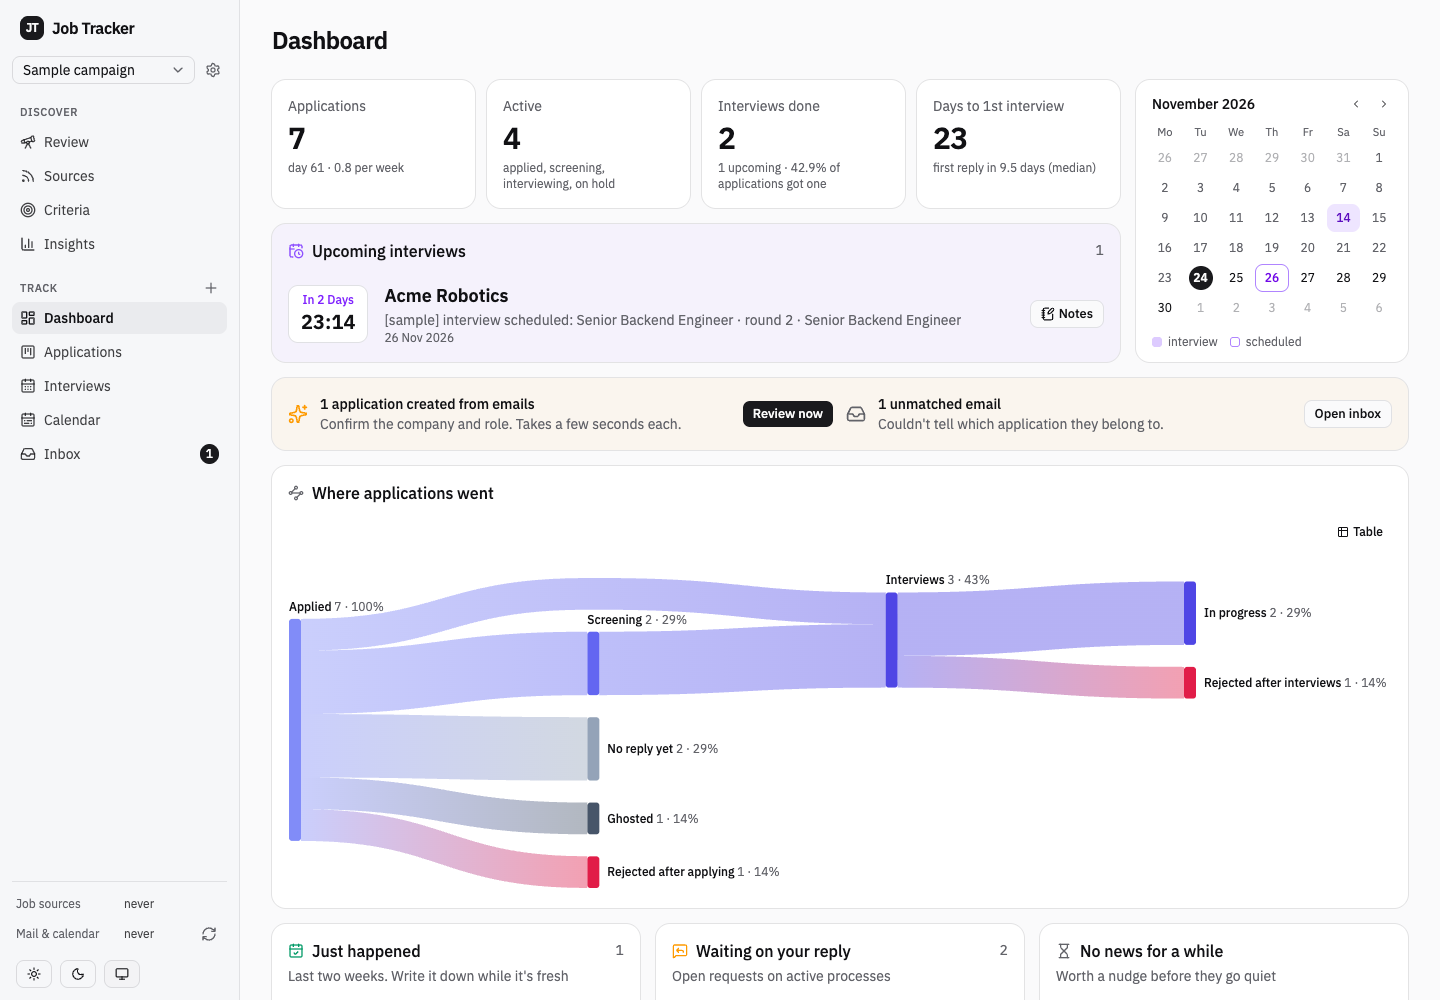 JT Job Tracker
Sample campaign
DISCOVER
Review
Sources
Criteria
Insights
TRACK
Dashboard
Applications
Interviews
Calendar
Inbox 1
Job sources never
Mail & calendar never
Dashboard
Applications
7
day 61 · 0.8 per week
Active
4
applied, screening,
interviewing, on hold
Interviews done
2
1 upcoming · 42.9% of
applications got one
Days to 1st interview
23
first reply in 9.5 days (median)
November 2026
Mo Tu We Th Fr Sa Su
26 27 28 29 30 31 1
2 3 4 5 6 7 8
9 10 11 12 13 14 15
16 17 18 19 20 21 22
23 24 25 26 27 28 29
30 1 2 3 4 5 6
interview scheduled
Upcoming interviews 1
In 2 Days
23:14
Acme Robotics
[sample] interview scheduled: Senior Backend Engineer · round 2 · Senior Backend Engineer
26 Nov 2026
Notes
1 application created from emails
Confirm the company and role. Takes a few seconds each.
Review now
1 unmatched email
Couldn't tell which application they belong to.
Open inbox
Where applications went
Table
Applied 7 · 100%
Screening 2 · 29%
Interviews 3 · 43%
In progress 2 · 29%
Rejected after interviews 1 · 14%
No reply yet 2 · 29%
Ghosted 1 · 14%
Rejected after applying 1 · 14%
Just happened 1
Last two weeks. Write it down while it's fresh
Waiting on your reply 2
Open requests on active processes
No news for a while
Worth a nudge before they go quiet